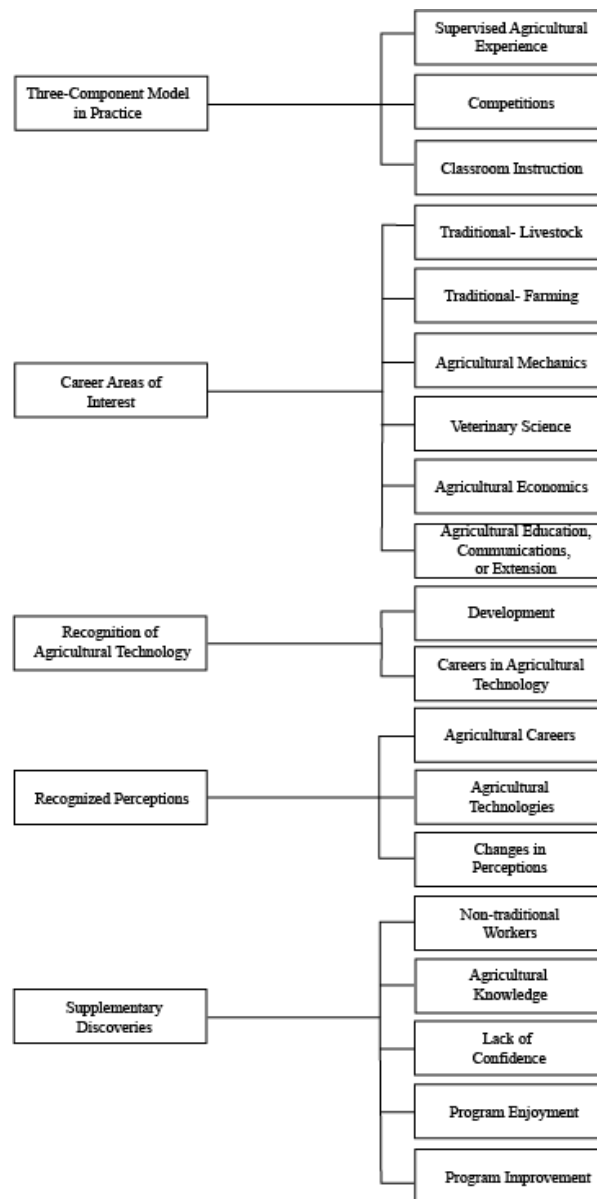 Three-Component Model
in Practice
Supervised Agricultural
Experience
Competitions
Classroom Instruction
Career Areas of
Interest
Traditional- Livestock
Traditional- Farming
Agricultural Mechanics
Veterinary Science
Agricultural Economics
Agricultural Education,
Communications,
or Extension
Recognition of
Agricultural Technology
Development
Careers in Agricultural
Technology
Recognized Perceptions
Agricultural Careers
Agricultural
Technologies
Changes in
Perceptions
Supplementary
Discoveries
Non-traditional
Workers
Agricultural
Knowledge
Lack of
Confidence
Program Enjoyment
Program Improvement